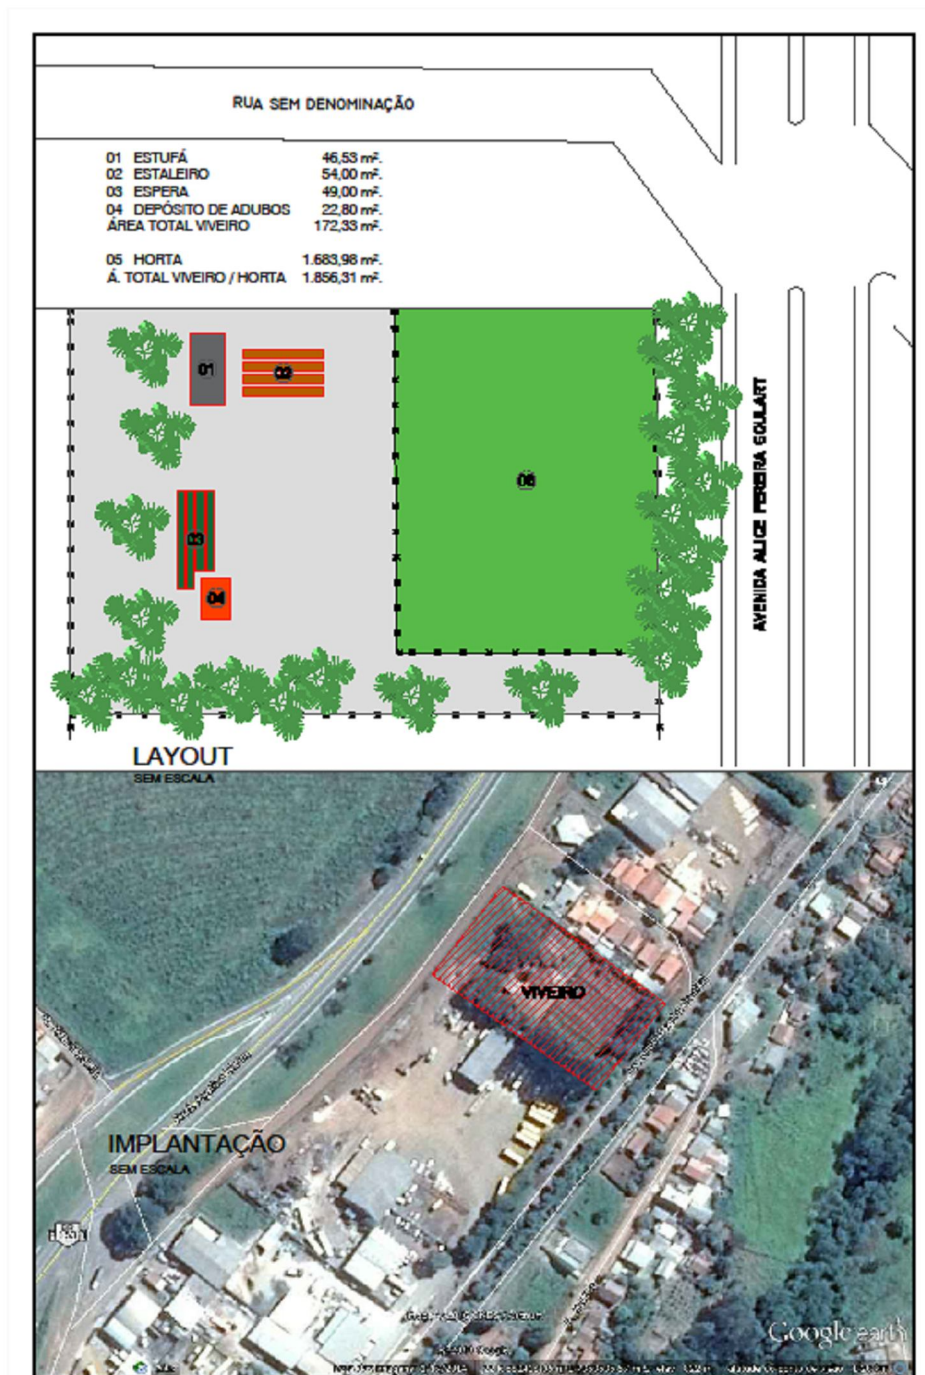 RUA SEM DENOMINAÇÃO
01 ESTUFÁ 46,53 m².
02 ESTALEIRO 54,00 m².
03 ESPERA 49,00 m².
04 DEPÓSITO DE ADUBOS 22,80 m².
ÁREA TOTAL VIVEIRO 172,33 m².
05 HORTA 1.683,98 m².
Á. TOTAL VIVEIRO / HORTA 1.856,31 m².
01
02
03
04
05
AVENIDA ALICE PEREIRA GOULART
LAYOUT
SEM ESCALA
VIVEIRO
IMPLANTAÇÃO
SEM ESCALA
Google earth